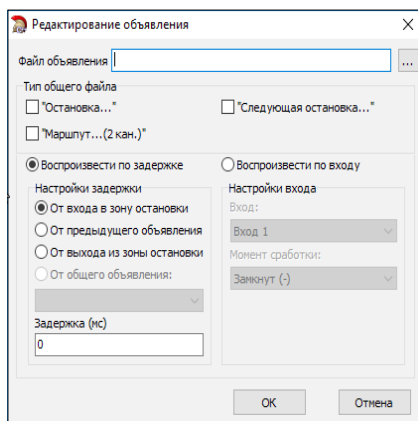 Редактирование объявления
Файл объявления ...
Тип общего файла
"Остановка..." "Следующая остановка..."
"Маршрут...(2 кан.)"
Воспроизвести по задержке Воспроизвести по входу
Настройки задержки Настройки входа
От входа в зону остановки Вход:
От предыдущего объявления Вход 1
От выхода из зоны остановки Момент сработки:
От общего объявления: Замкнут (-)
Задержка (мс)
0
ОК Отмена